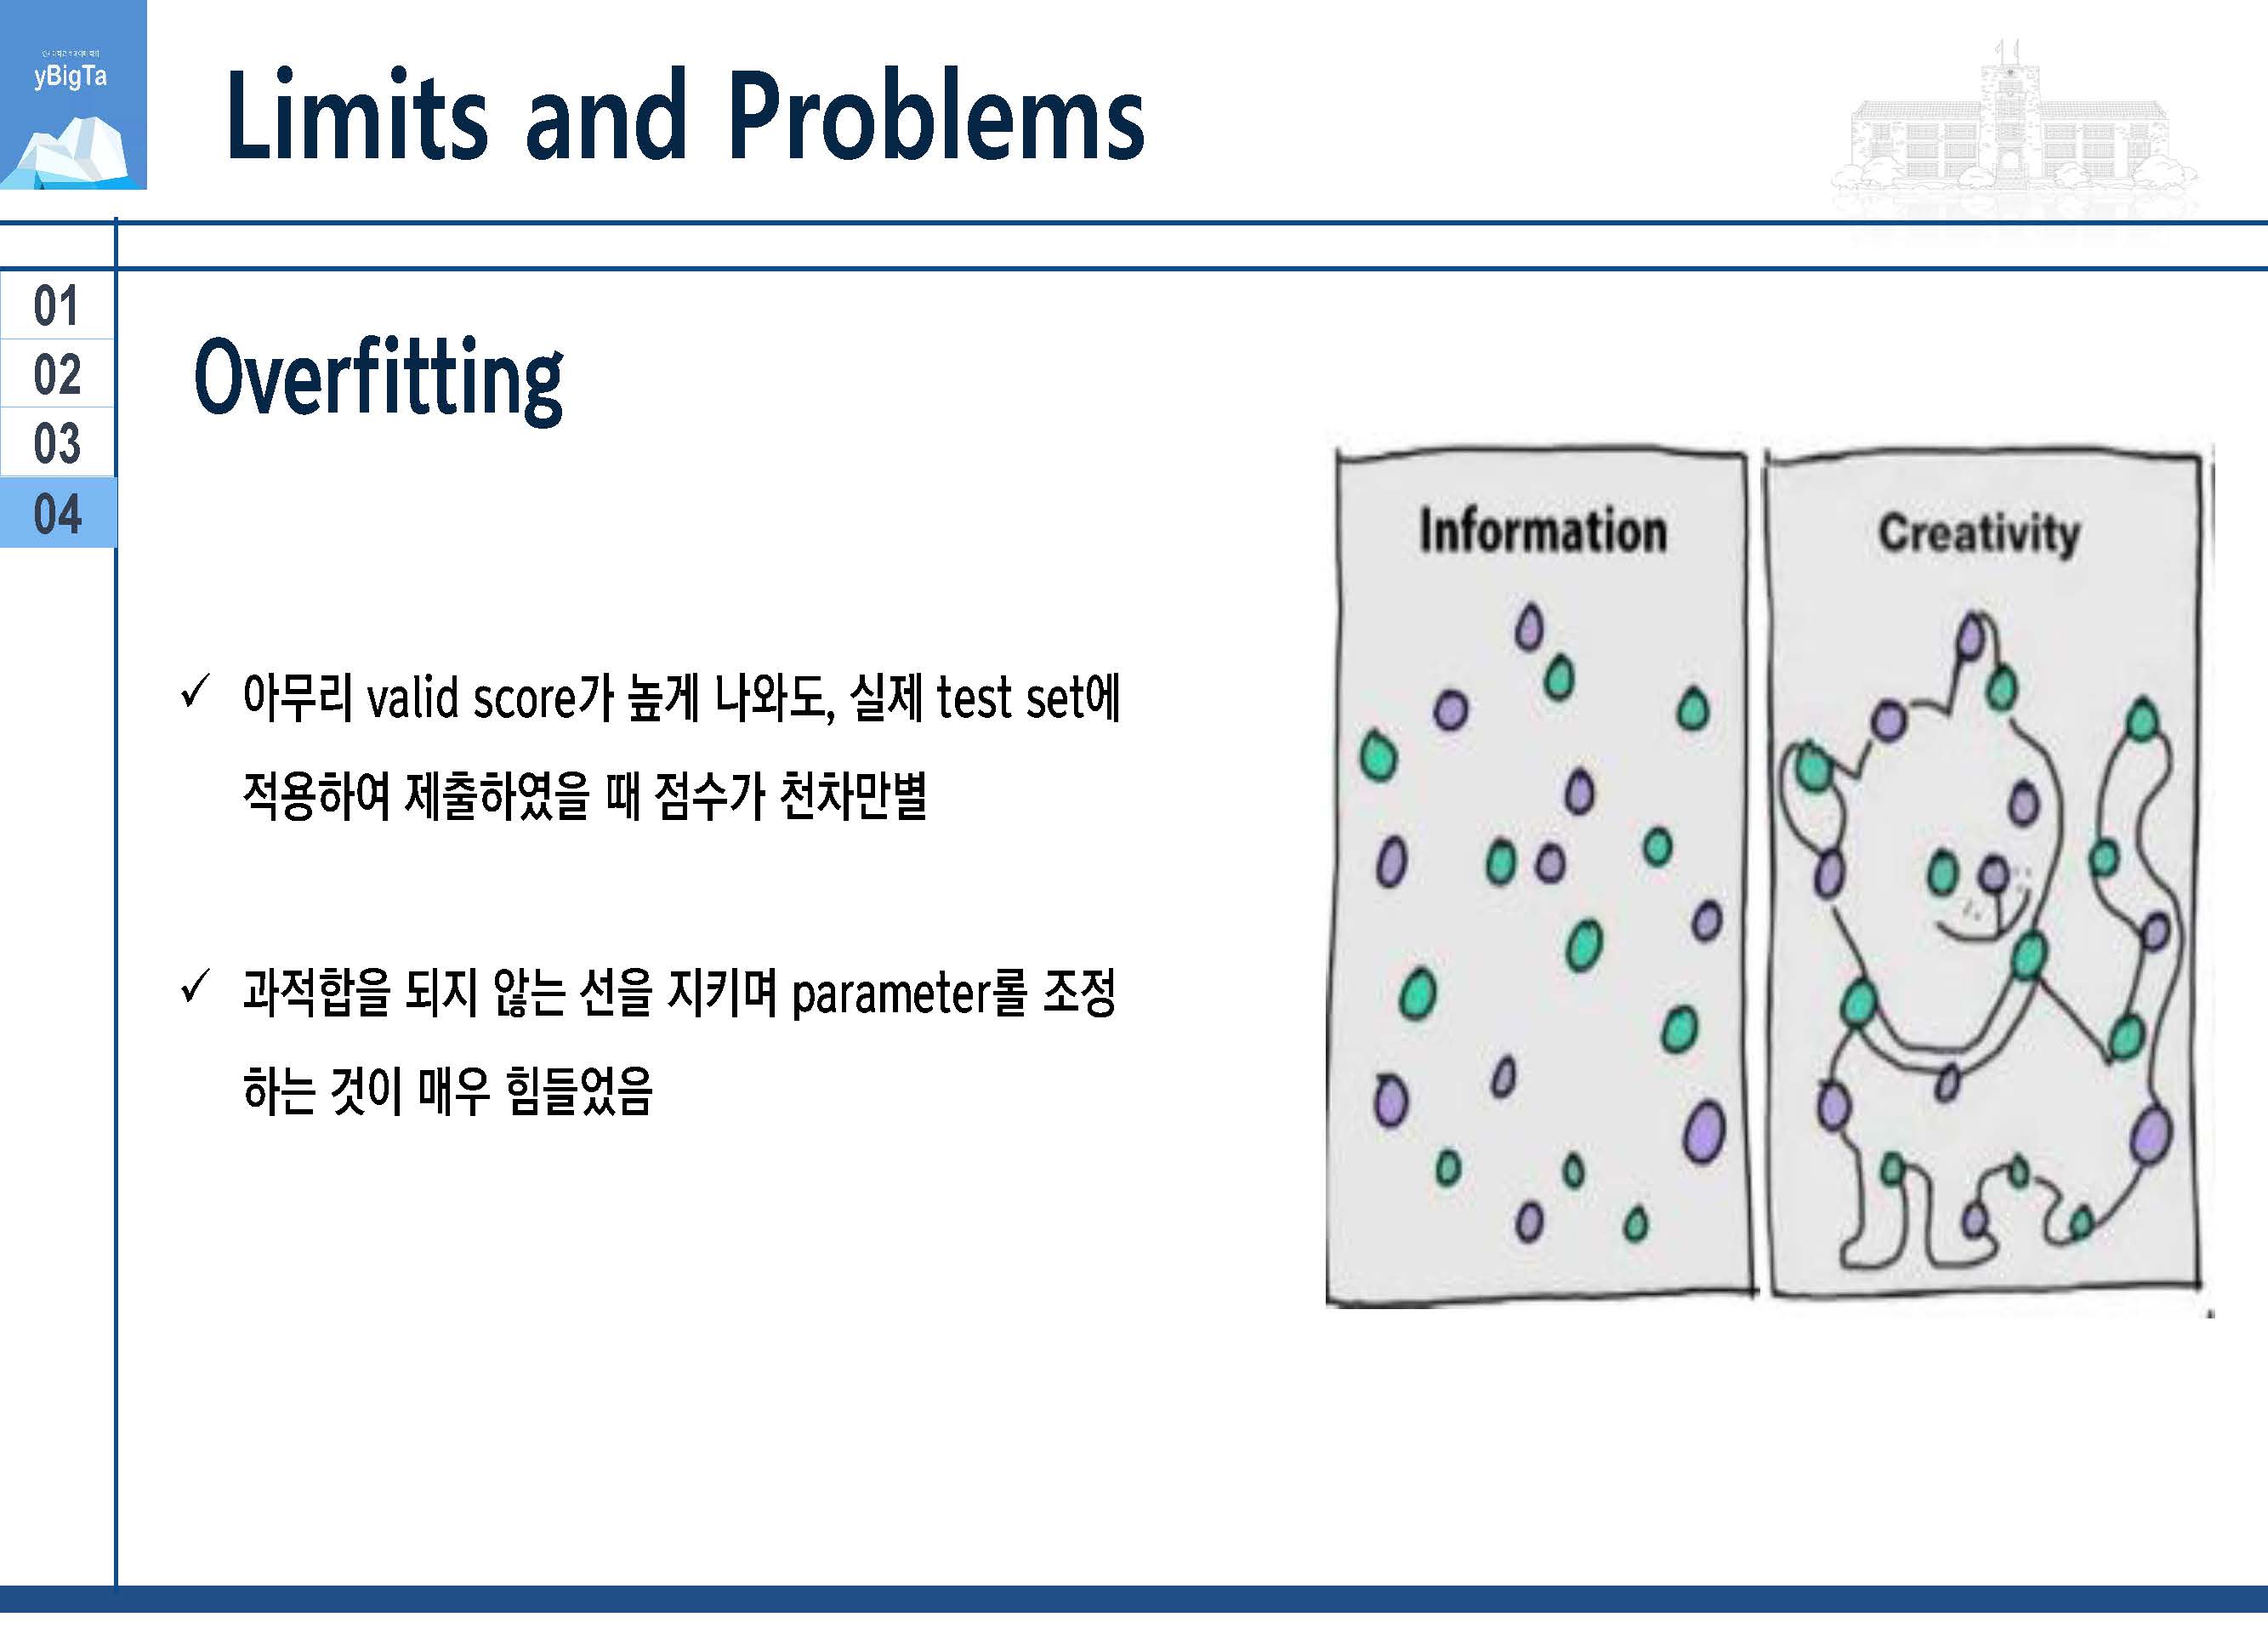 yBigTa
Limits and Problems
01
02
03
04
Overfitting
✓ 아무리 valid score가 높게 나와도, 실제 test set에
적용하여 제출하였을 때 점수가 천차만별
✓ 과적합을 되지 않는 선을 지키며 parameter롤 조정
하는 것이 매우 힘들었음
Information
Creativity